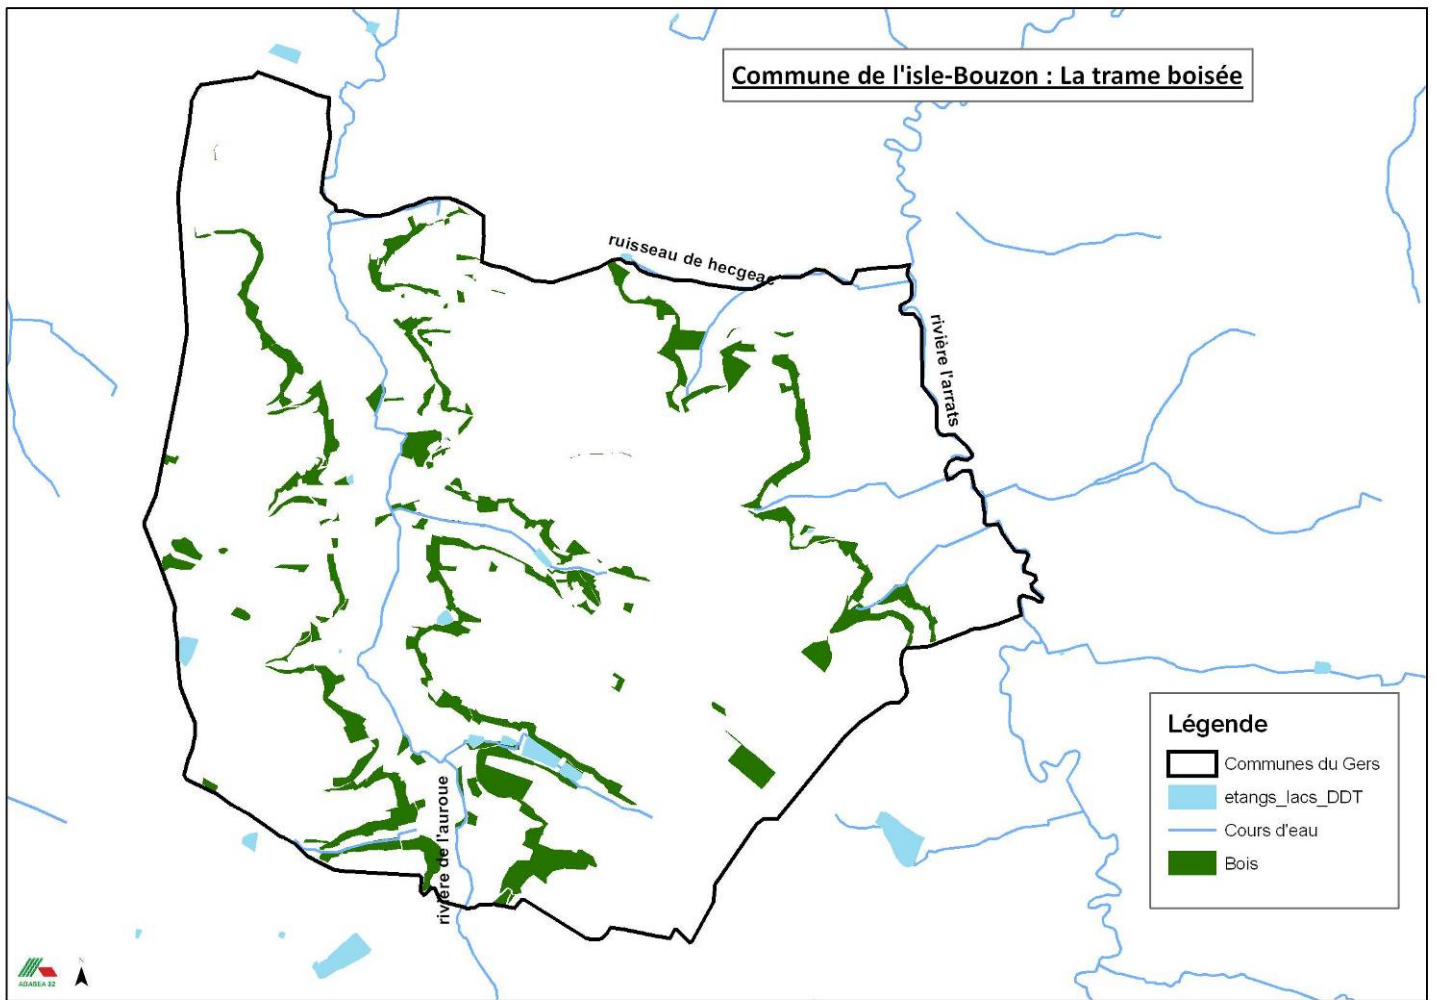 Commune de l'isle-Bouzon : La trame boisée
ruisseau de hecgeac
rivière l'arrats
rivière de l'auroue
Légende
Communes du Gers
etangs_lacs_DDT
Cours d'eau
Bois
N